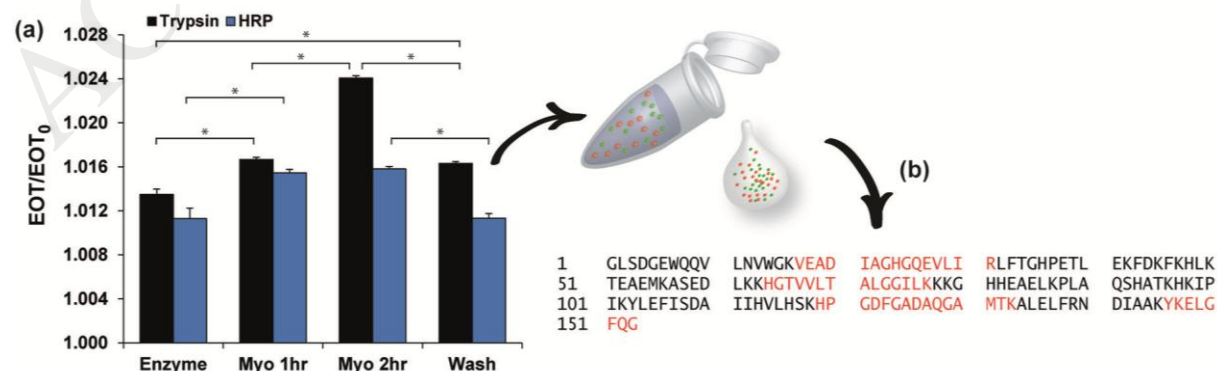 AC
(a)
Trypsin HRP
1.028
1.024
1.020
1.016
1.012
1.008
1.004
1.000
EOT/EOT0
* * * * * *
Enzyme Myo 1hr Myo 2hr Wash
(b)
1 GLSDGEWQQV LNVWGKVEAD IAGHGQEVLI RLFTGHPETL EKFDKFKHLK
51 TEAEMKASED LKKHGTVVLT ALGGILKKKG HHEAELKPLA QSHATKHKIP
101 IKYLEFISDA IIHVLHSKHP GDFGADAQGA MTKALELFRN DIAAKYKELG
151 FQG